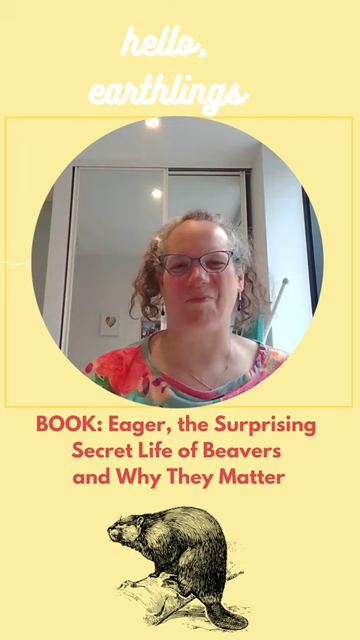 hello,
earthlings
BOOK: Eager, the Surprising
Secret Life of Beavers
and Why They Matter